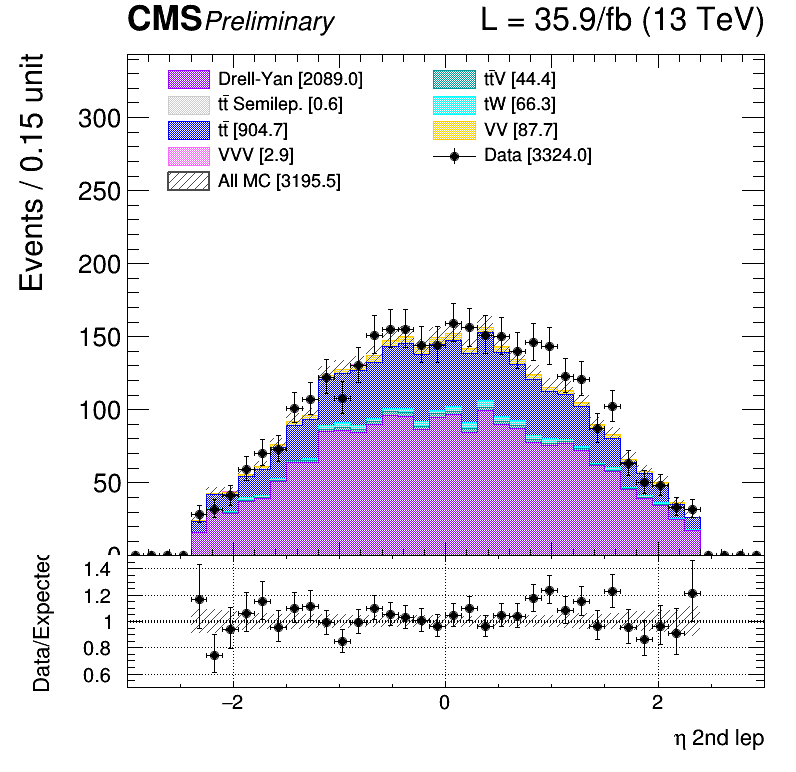 CMS Preliminary L = 35.9/fb (13 TeV)
Events / 0.15 unit
Drell-Yan [2089.0]
tt̄ Semilep. [0.6]
tt̄ [904.7]
VVV [2.9]
All MC [3195.5]
tt̄V [44.4]
tW [66.3]
VV [87.7]
Data [3324.0]
300
250
200
150
100
50
0
Data/Expected
1.4
1.2
1
0.8
0.6
−2 0 2
η 2nd lep